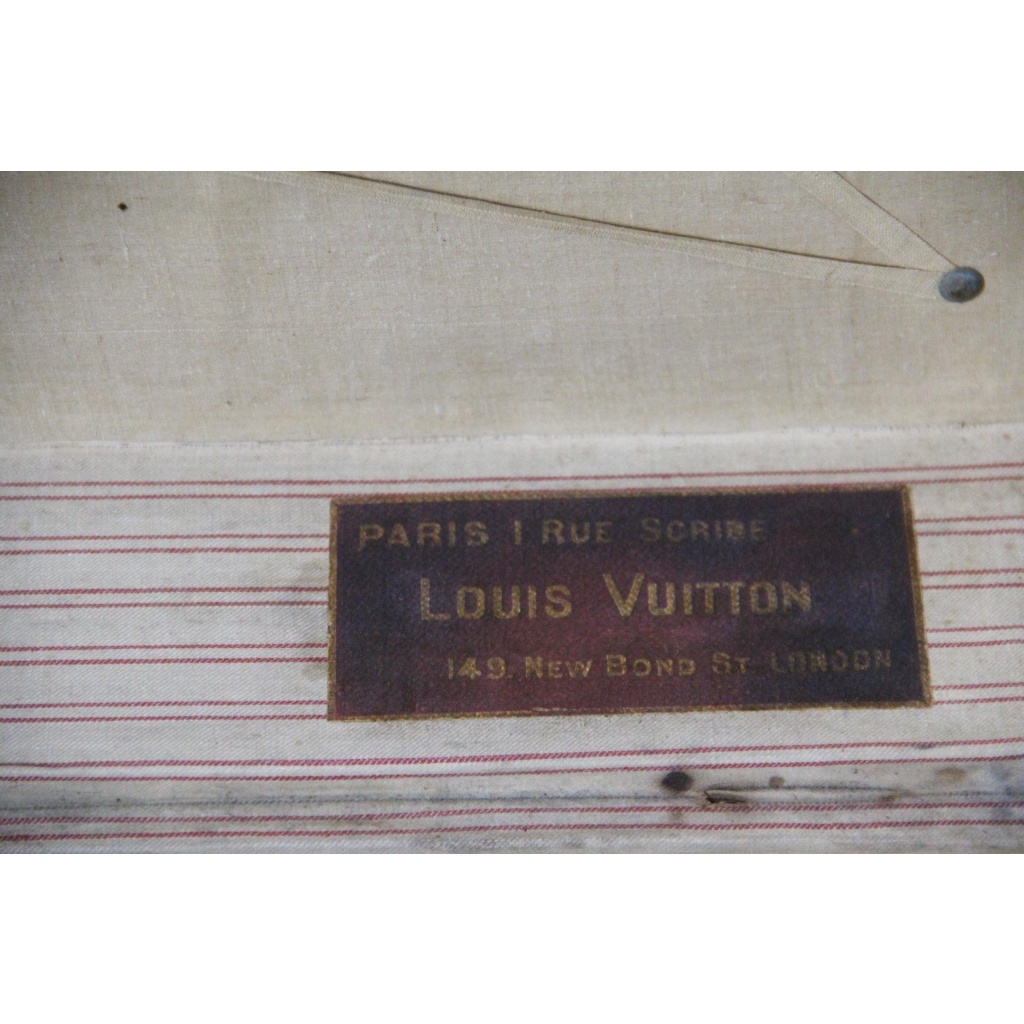 PARIS 1 RUE SCRIBE
LOUIS VUITTON
149. NEW BOND ST LONDON